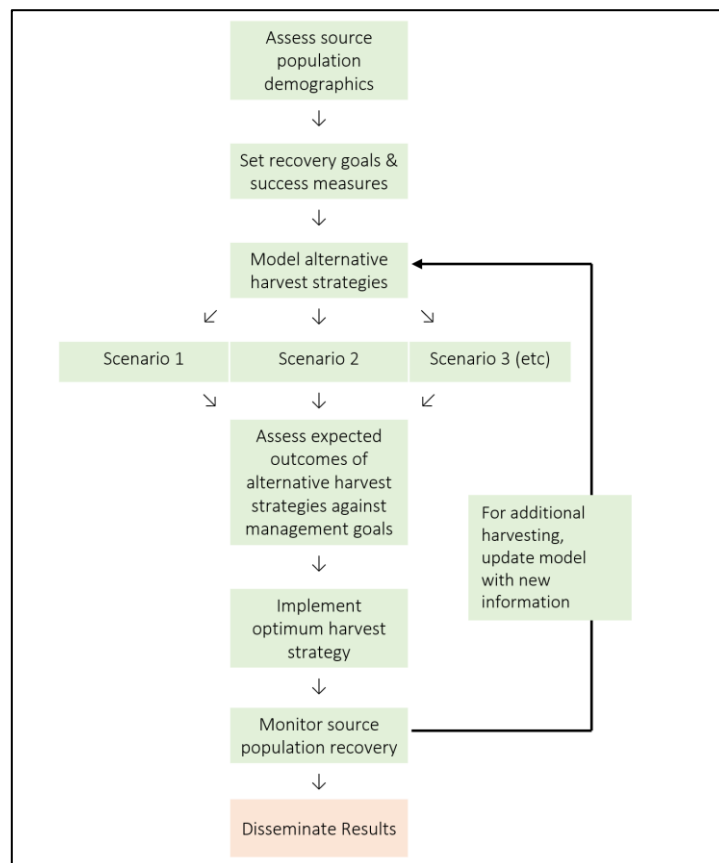 Assess source
population
demographics
Set recovery goals &
success measures
Model alternative
harvest strategies
Scenario 1
Scenario 2
Scenario 3 (etc)
Assess expected
outcomes of
alternative harvest
strategies against
management goals
For additional
harvesting,
update model
with new
information
Implement
optimum harvest
strategy
Monitor source
population recovery
Disseminate Results